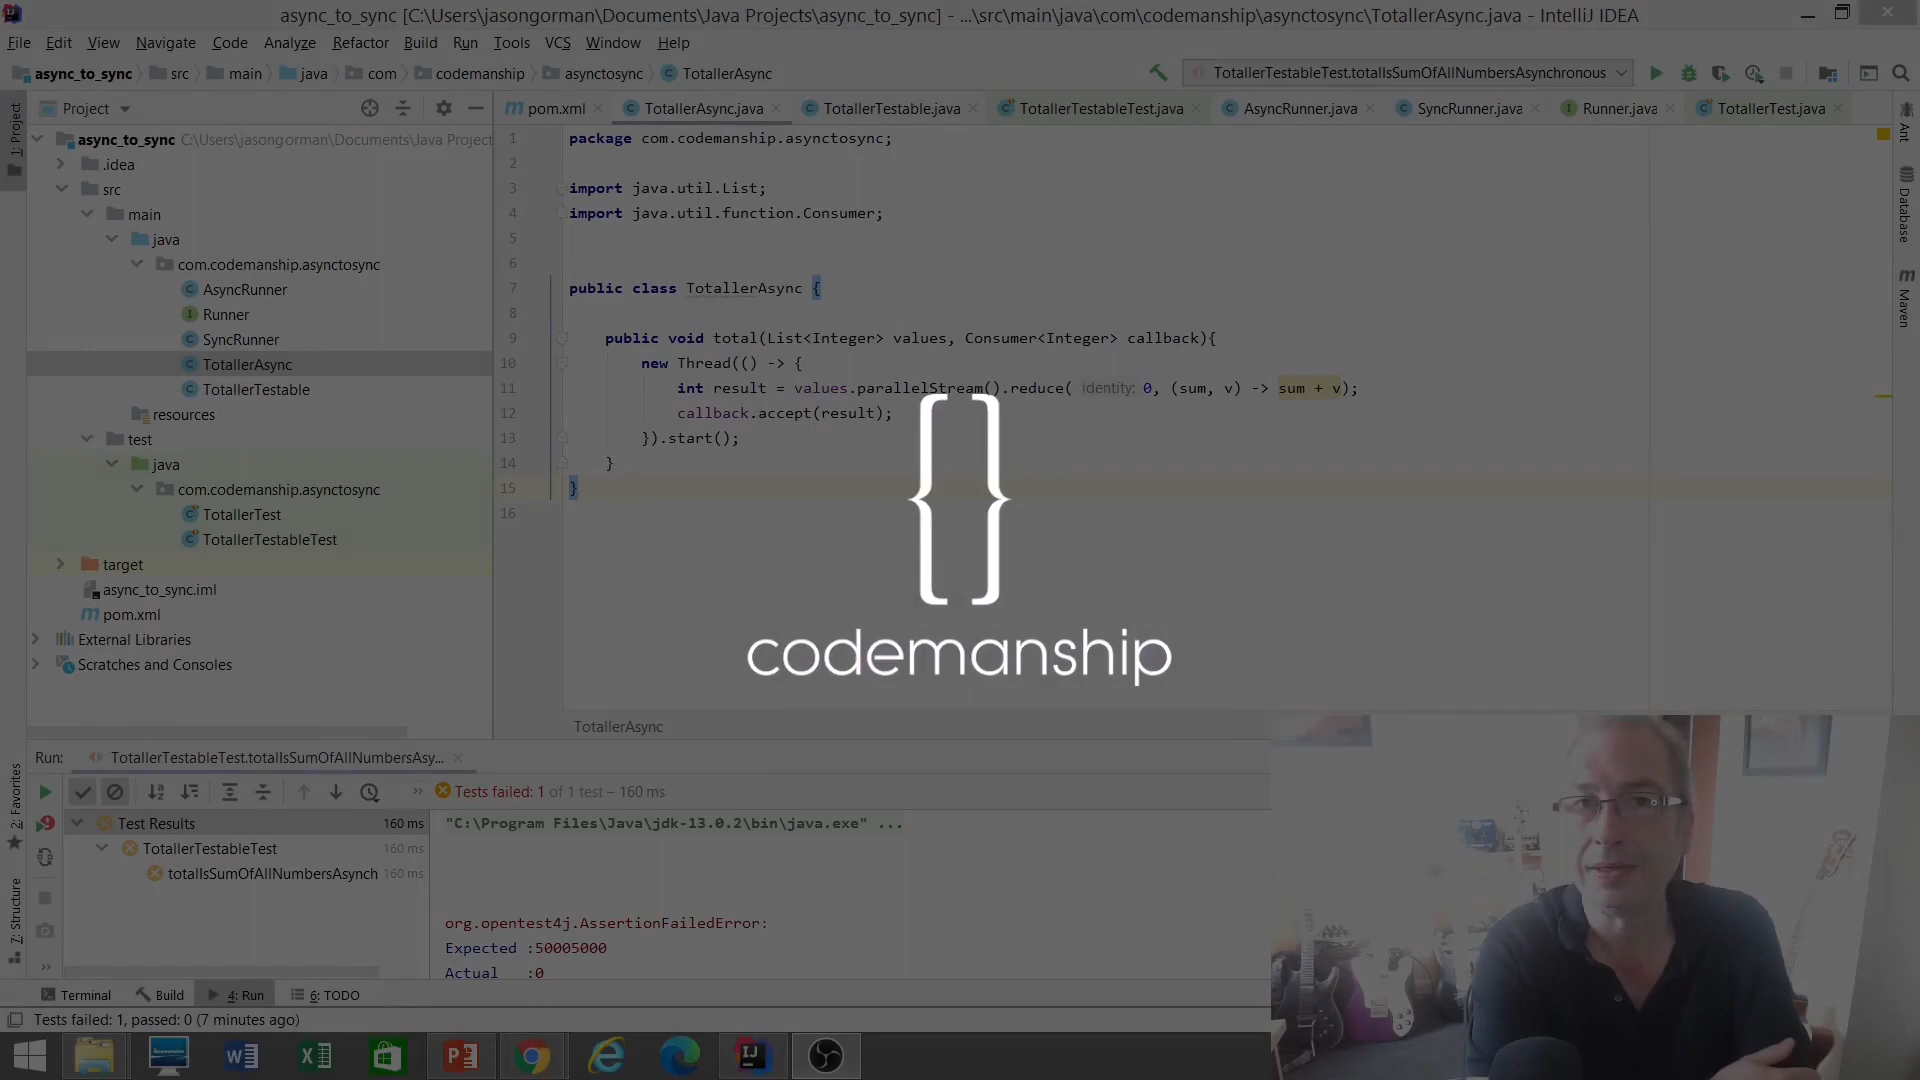 async_to_sync [C:\Users\jasongorman\Documents\Java Projects\async_to_sync] - ...\src\main\java\com\codemanship\asynctosync\TotallerAsync.java - IntelliJ IDEA
File Edit View Navigate Code Analyze Refactor Build Run Tools VCS Window Help
async_to_sync src main java com codemanship asynctosync TotallerAsync TotallerTestableTest.totalIsSumOfAllNumbersAsynchronous
Project
pom.xml TotallerAsync.java TotallerTestable.java TotallerTestableTest.java AsyncRunner.java SyncRunner.java Runner.java TotallerTest.java
1: Project
async_to_sync C:\Users\jasongorman\Documents\Java Project
.idea
src
main
java
com.codemanship.asynctosync
AsyncRunner
Runner
SyncRunner
TotallerAsync
TotallerTestable
resources
test
java
com.codemanship.asynctosync
TotallerTest
TotallerTestableTest
target
async_to_sync.iml
pom.xml
External Libraries
Scratches and Consoles
1 package com.codemanship.asynctosync;
2
3 import java.util.List;
4 import java.util.function.Consumer;
5
6
7 public class TotallerAsync {
8
9 public void total(List<Integer> values, Consumer<Integer> callback){
10 new Thread(() -> {
11 int result = values.parallelStream().reduce( identity: 0, (sum, v) -> sum + v);
12 callback.accept(result);
13 }).start();
14 }
15 }
16
Ant
Database
Maven
{}
codemanship
TotallerAsync
Run: TotallerTestableTest.totalIsSumOfAllNumbersAsy...
Tests failed: 1 of 1 test – 160 ms
Test Results 160 ms
TotallerTestableTest 160 ms
totalIsSumOfAllNumbersAsynch 160 ms
"C:\Program Files\Java\jdk-13.0.2\bin\java.exe" ...
org.opentest4j.AssertionFailedError:
Expected :50005000
Actual :0
2: Favorites
7: Structure
Terminal Build 4: Run 6: TODO
Tests failed: 1, passed: 0 (7 minutes ago)